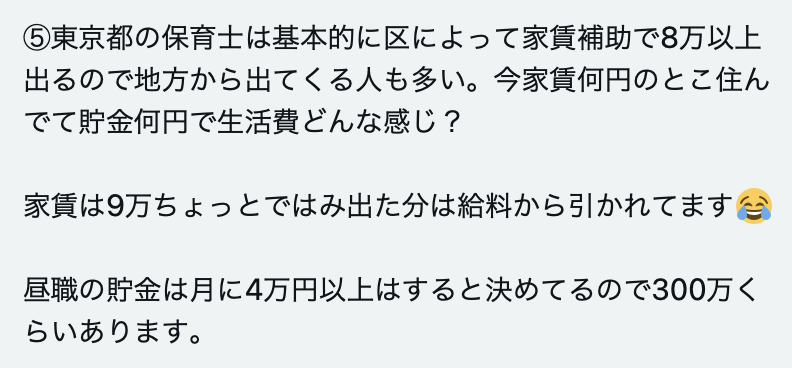 ⑤東京都の保育士は基本的に区によって家賃補助で8万以上
出るので地方から出てくる人も多い。今家賃何円のとこ住ん
でて貯金何円で生活費どんな感じ？
家賃は9万ちょっとではみ出た分は給料から引かれてます😂
昼職の貯金は月に4万円以上はすると決めてるので300万く
らいあります。